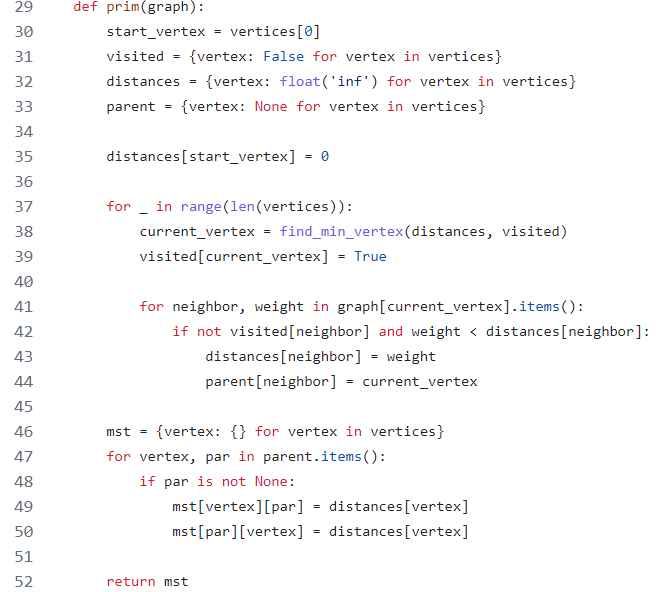 29     def prim(graph):
30         start_vertex = vertices[0]
31         visited = {vertex: False for vertex in vertices}
32         distances = {vertex: float('inf') for vertex in vertices}
33         parent = {vertex: None for vertex in vertices}
34
35         distances[start_vertex] = 0
36
37         for _ in range(len(vertices)):
38             current_vertex = find_min_vertex(distances, visited)
39             visited[current_vertex] = True
40
41             for neighbor, weight in graph[current_vertex].items():
42                 if not visited[neighbor] and weight < distances[neighbor]:
43                     distances[neighbor] = weight
44                     parent[neighbor] = current_vertex
45
46         mst = {vertex: {} for vertex in vertices}
47         for vertex, par in parent.items():
48             if par is not None:
49                 mst[vertex][par] = distances[vertex]
50                 mst[par][vertex] = distances[vertex]
51
52         return mst